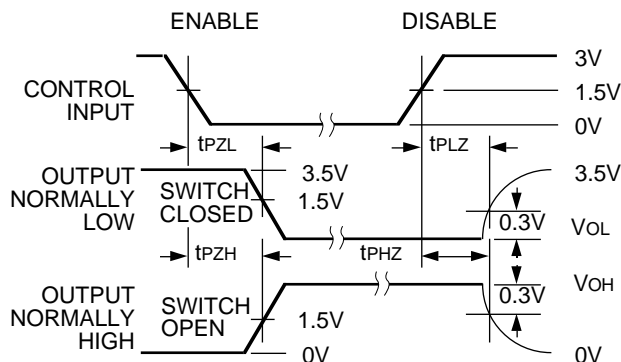 ENABLE DISABLE
3V
CONTROL
INPUT
1.5V
0V
tPZL tPLZ
OUTPUT
NORMALLY
LOW
SWITCH
CLOSED
3.5V
1.5V
3.5V
0.3V
VOL
tPZH tPHZ
OUTPUT
NORMALLY
HIGH
SWITCH
OPEN
1.5V
0V
0.3V
VOH
0V